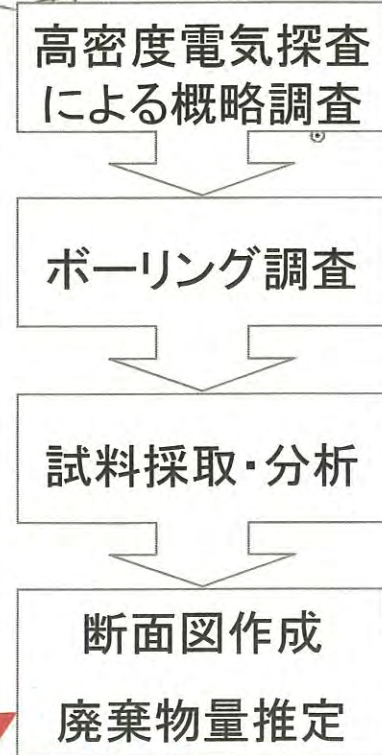 高密度電気探査
による概略調査
ボーリング調査
試料採取・分析
断面図作成
廃棄物量推定